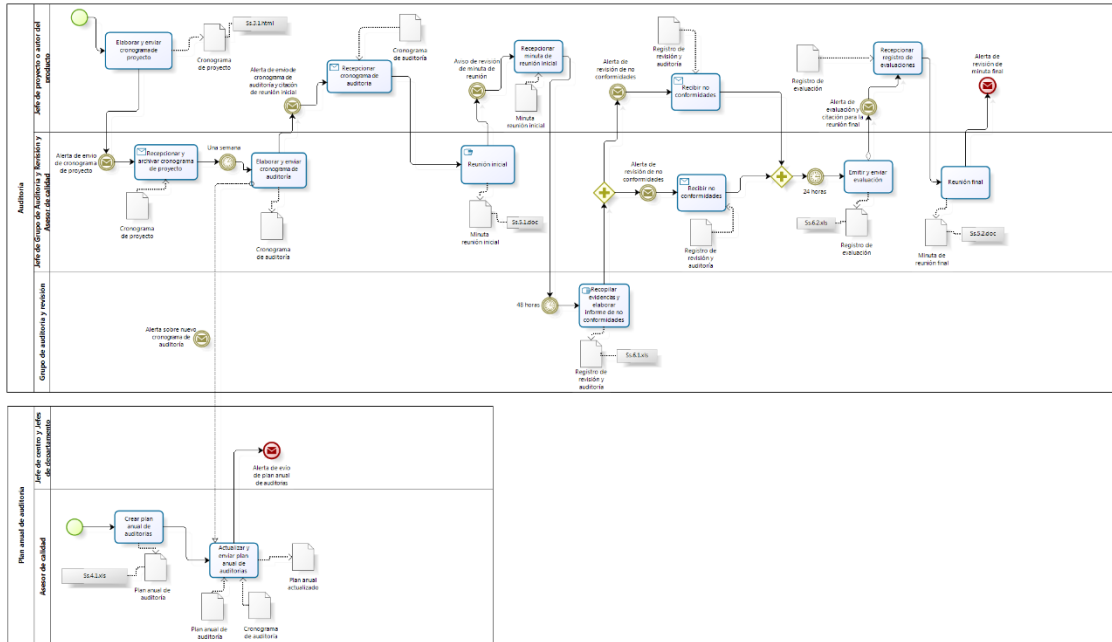 Auditoría
Jefe de proyecto o autor del
producto
Elaborar y enviar
cronograma de
proyecto
Cronograma
de proyecto
Ss.3.1.html
Alerta de envío de
cronograma de
auditoría y citación
de reunión inicial
Recepcionar
cronograma de
auditoría
Cronograma
de auditoría
Aviso de revisión
de minuta de
reunión
Recepcionar
minuta de
reunión inicial
Minuta
reunión inicial
Registro de
revisión y
auditoría
Alerta de
revisión de no
conformidades
Recibir no
conformidades
Registro de
evaluación
Recepcionar
registro de
evaluaciones
Alerta de
evaluación y
citación para la
reunión final
Alerta de
revisión de
minuta final
Jefe de Grupo de Auditoría y Revisión y
Asesor de calidad
Alerta de envío
de cronograma
de proyecto
Recepcionar y
archivar cronograma
de proyecto
Cronograma
de proyecto
Una semana
Elaborar y enviar
cronograma de
auditoría
Cronograma
de auditoría
Reunión inicial
Minuta
reunión inicial
Ss.5.1.doc
Alerta de
revisión de no
conformidades
Recibir no
conformidades
Registro de
revisión y
auditoría
24 horas
Emitir y enviar
evaluación
Ss.6.2.xls
Registro de
evaluación
Reunión final
Minuta de
reunión final
Ss.5.2.doc
Grupo de auditoría y revisión
Alerta sobre nuevo
cronograma de
auditoría
48 horas
Recopilar
evidencias y
elaborar
informe de no
conformidades
Registro de
revisión y
auditoría
Ss.6.1.xls
Plan anual de auditoría
Jefe de centro y Jefes
de departamento
Alerta de evío
de plan anual
de auditorías
Asesor de calidad
Crear plan
anual de
auditorías
Ss.4.1.xls
Plan anual de
auditoría
Actualizar y
enviar plan
anual de
auditorías
Plan anual
actualizado
Plan anual de
auditoría
Cronograma
de auditoría